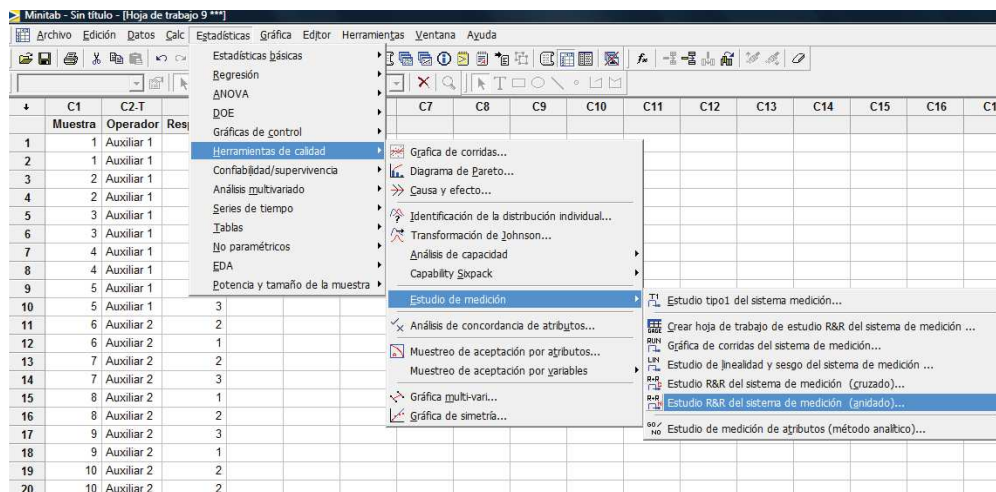 Minitab - Sin título - [Hoja de trabajo 9 ***]
Archivo Edición Datos Calc Estadísticas Gráfica Editor Herramientas Ventana Ayuda
Estadísticas básicas
Regresión
ANOVA
DOE
Gráficas de control
Herramientas de calidad
Confiabilidad/supervivencia
Análisis multivariado
Series de tiempo
Tablas
No paramétricos
EDA
Potencia y tamaño de la muestra
Grafica de corridas...
Diagrama de Pareto...
Causa y efecto...
Identificación de la distribución individual...
Transformación de Johnson...
Análisis de capacidad
Capability Sixpack
Estudio de medición
Análisis de concordancia de atributos...
Muestreo de aceptación por atributos...
Muestreo de aceptación por variables
Gráfica multi-vari...
Gráfica de simetría...
Estudio tipo1 del sistema medición...
Crear hoja de trabajo de estudio R&R del sistema de medición ...
Gráfica de corridas del sistema de medición...
Estudio de linealidad y sesgo del sistema de medición ...
Estudio R&R del sistema de medición (cruzado)...
Estudio R&R del sistema de medición (anidado)...
Estudio de medición de atributos (método analítico)...
C1 C2-T C7 C8 C9 C10 C11 C12 C13 C14 C15 C16 C1
Muestra Operador Resp
1 1 Auxiliar 1
2 1 Auxiliar 1
3 2 Auxiliar 1
4 2 Auxiliar 1
5 3 Auxiliar 1
6 3 Auxiliar 1
7 4 Auxiliar 1
8 4 Auxiliar 1
9 5 Auxiliar 1
10 5 Auxiliar 1 3
11 6 Auxiliar 2 2
12 6 Auxiliar 2 1
13 7 Auxiliar 2 2
14 7 Auxiliar 2 3
15 8 Auxiliar 2 1
16 8 Auxiliar 2 2
17 9 Auxiliar 2 3
18 9 Auxiliar 2 1
19 10 Auxiliar 2 2
20 10 Auxiliar 2 2